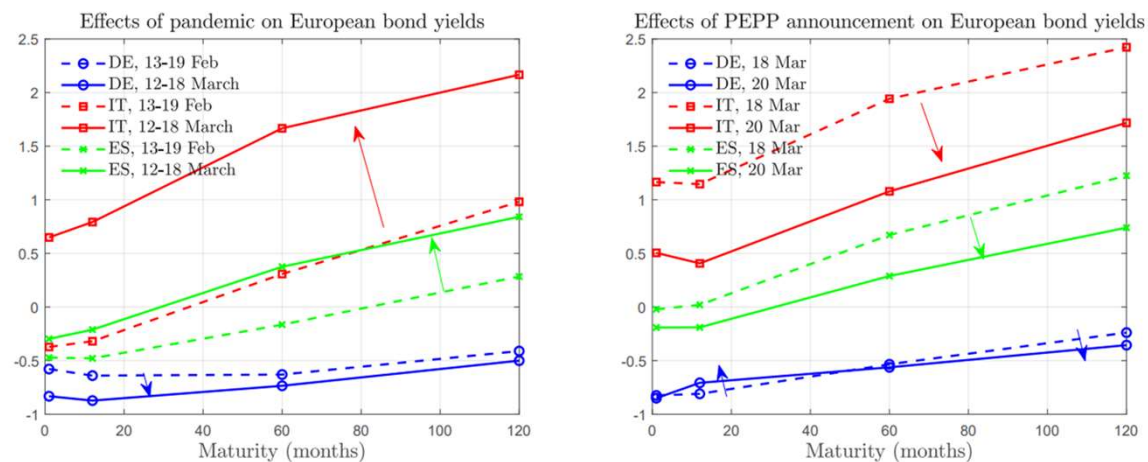 Effects of pandemic on European bond yields
2.5
2
1.5
1
0.5
0
-0.5
-1
DE, 13-19 Feb
DE, 12-18 March
IT, 13-19 Feb
IT, 12-18 March
ES, 13-19 Feb
ES, 12-18 March
0 20 40 60 80 100 120
Maturity (months)
Effects of PEPP announcement on European bond yields
2.5
2
1.5
1
0.5
0
-0.5
-1
DE, 18 Mar
DE, 20 Mar
IT, 18 Mar
IT, 20 Mar
ES, 18 Mar
ES, 20 Mar
0 20 40 60 80 100 120
Maturity (months)